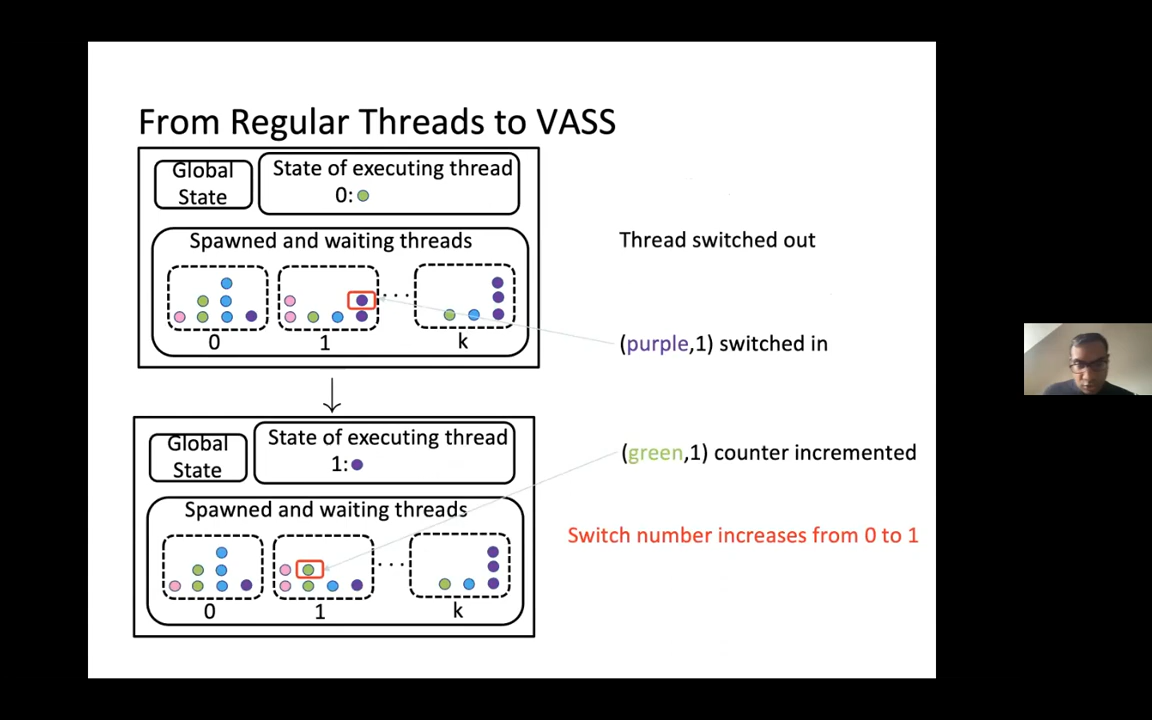 From Regular Threads to VASS
Global
State
State of executing thread
0:
Spawned and waiting threads
...
0
1
k
Thread switched out
(purple,1) switched in
Global
State
State of executing thread
1:
Spawned and waiting threads
...
0
1
k
(green,1) counter incremented
Switch number increases from 0 to 1